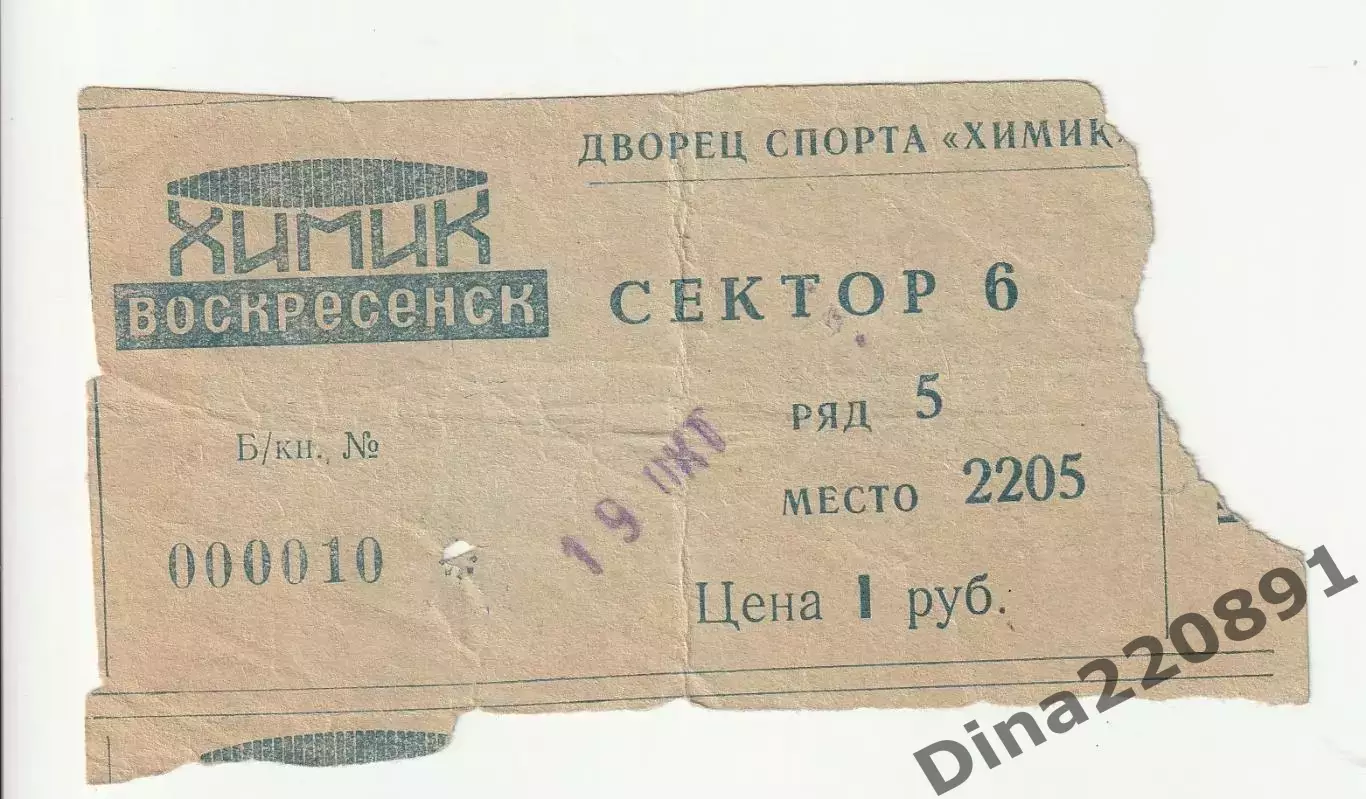 ДВОРЕЦ СПОРТА «ХИМИК»
ХИМИК
ВОСКРЕСЕНСК
СЕКТОР 6
РЯД 5
Б/кн. №
МЕСТО 2205
19 ОКТ
000010
Цена 1 руб.
Dina220891